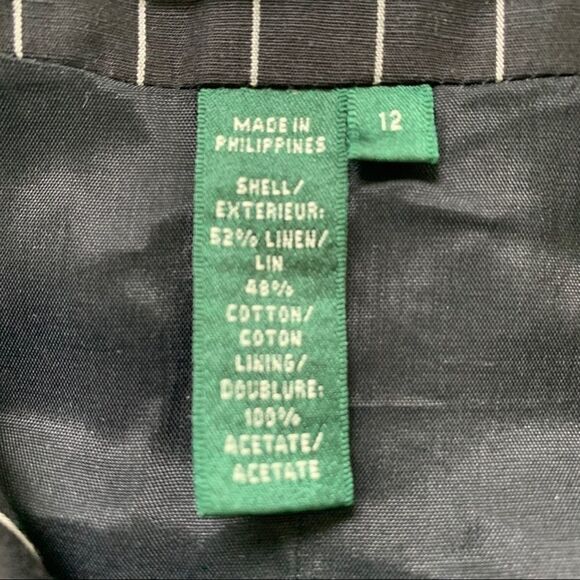 MADE IN
PHILIPPINES
12
SHELL/
EXTERIEUR:
52% LINEN/
LIN
48%
COTTON/
COTON
LINING/
DOUBLURE:
100%
ACETATE/
ACETATE